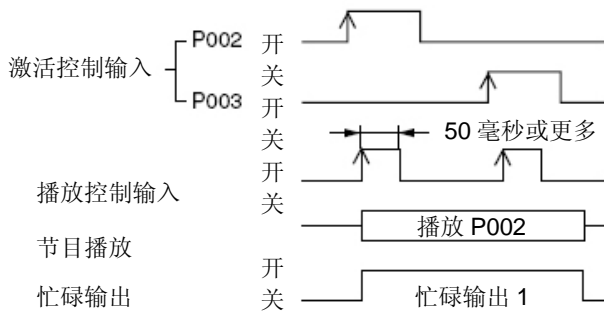 P002 开
激活控制输入 关
P003 开
关 50 毫秒或更多
开
播放控制输入 关
播放 P002
节目播放
开
忙碌输出 关 忙碌输出 1